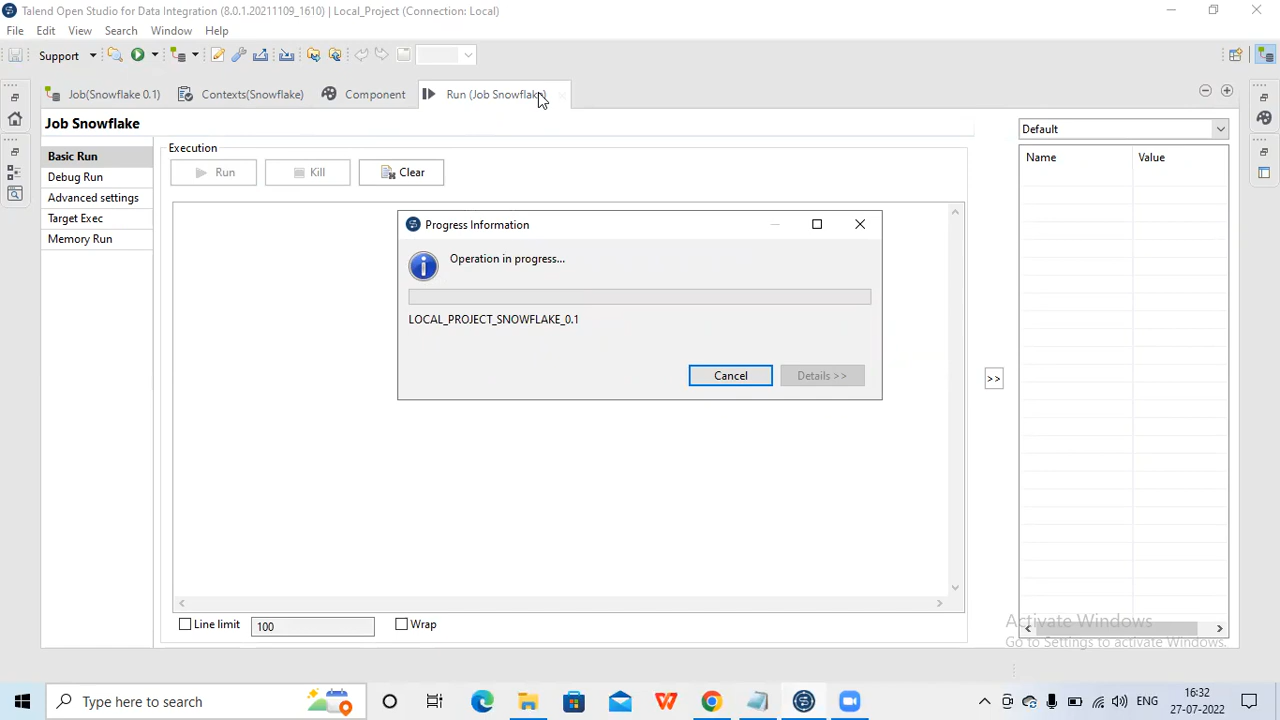 Talend Open Studio for Data Integration (8.0.1.20211109_1610) | Local_Project (Connection: Local)
File Edit View Search Window Help
Support
Job(Snowflake 0.1) Contexts(Snowflake) Component Run (Job Snowflake)
Job Snowflake
Default
Execution
Basic Run
Run Kill Clear
Name Value
Debug Run
Advanced settings
Target Exec
Memory Run
Progress Information
Operation in progress...
LOCAL_PROJECT_SNOWFLAKE_0.1
Cancel Details >>
>>
Line limit 100 Wrap
Activate Windows
Go to Settings to activate Windows.
Type here to search
ENG
16:32
27-07-2022